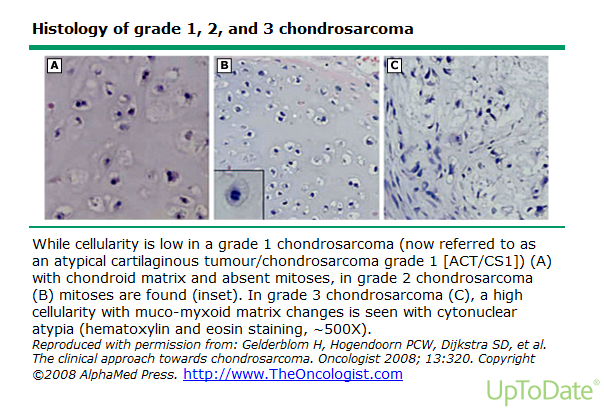 Histology of grade 1, 2, and 3 chondrosarcoma
A
B
C
While cellularity is low in a grade 1 chondrosarcoma (now referred to as
an atypical cartilaginous tumour/chondrosarcoma grade 1 [ACT/CS1]) (A)
with chondroid matrix and absent mitoses, in grade 2 chondrosarcoma
(B) mitoses are found (inset). In grade 3 chondrosarcoma (C), a high
cellularity with muco-myxoid matrix changes is seen with cytonuclear
atypia (hematoxylin and eosin staining, ~500X).
Reproduced with permission from: Gelderblom H, Hogendoorn PCW, Dijkstra SD, et al.
The clinical approach towards chondrosarcoma. Oncologist 2008; 13:320. Copyright
©2008 AlphaMed Press. http://www.TheOncologist.com
UpToDate®